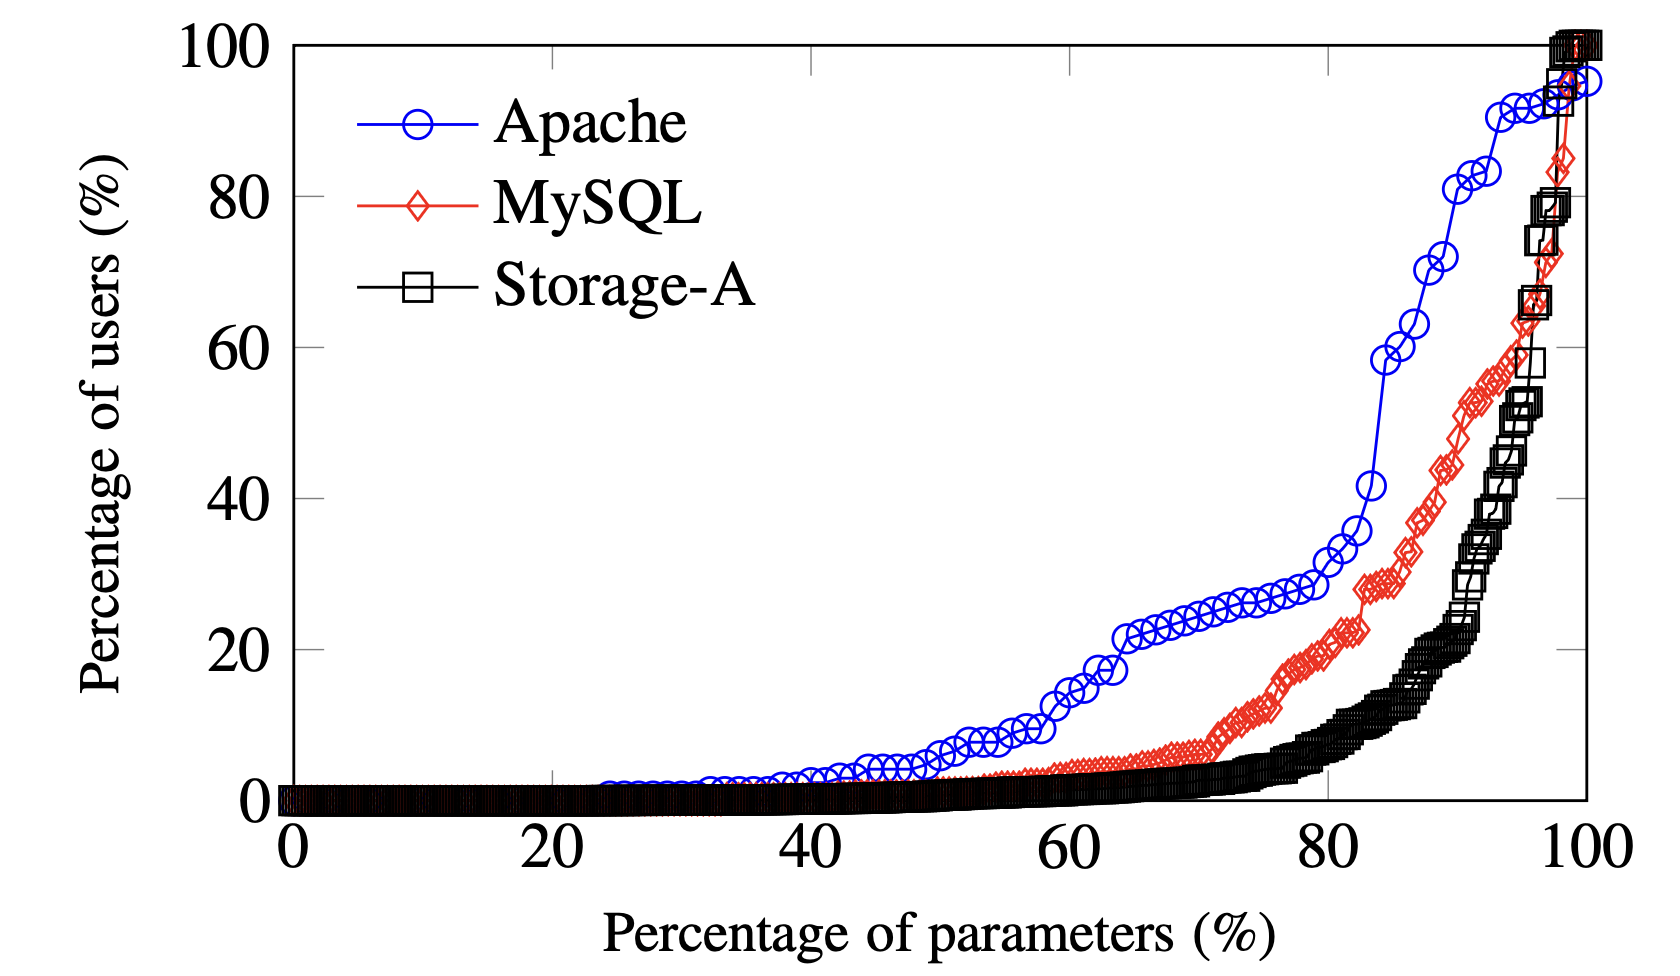 Percentage of users (%)
100
80
60
40
20
0
Apache
MySQL
Storage-A
0 20 40 60 80 100
Percentage of parameters (%)